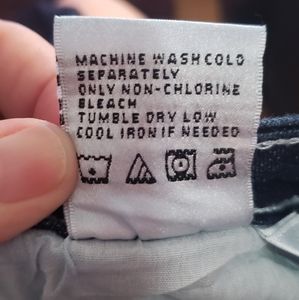 MACHINE WASH COLD
SEPARATELY
ONLY NON-CHLORINE
BLEACH
TUMBLE DRY LOW
COOL IRON IF NEEDED